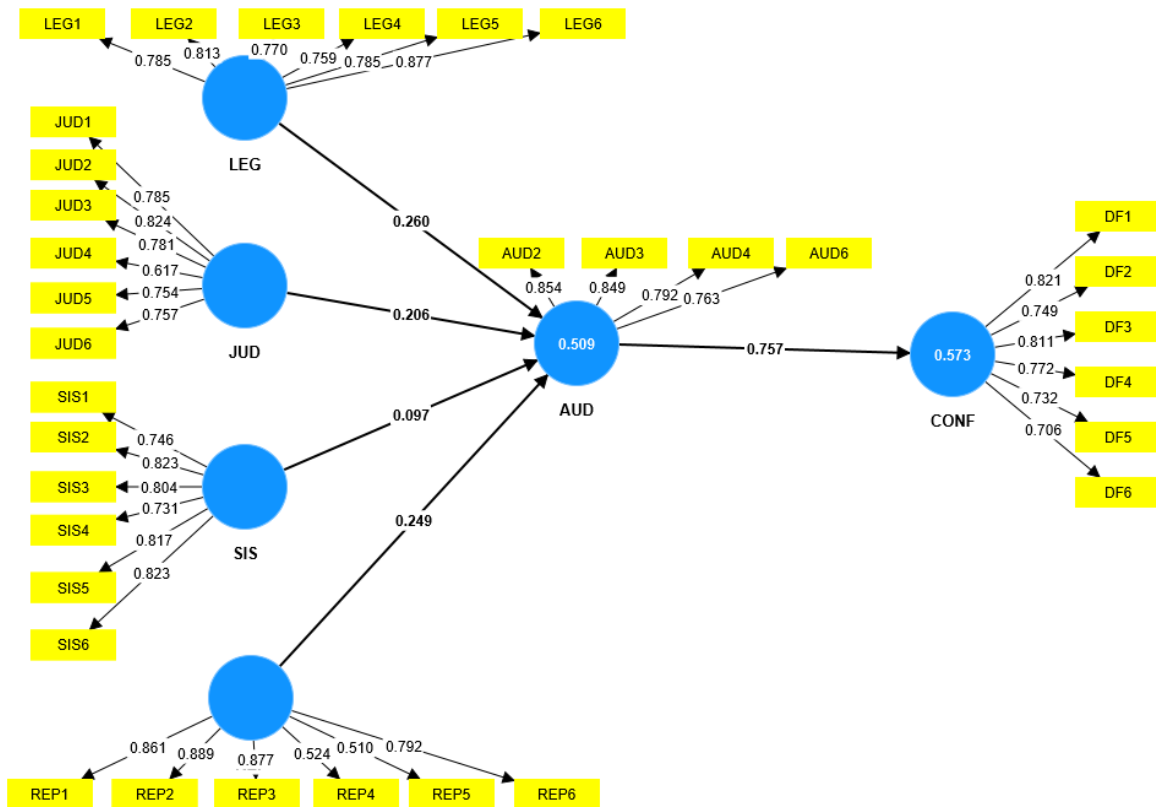 LEG1 LEG2 LEG3 LEG4 LEG5 LEG6
0.785 0.813 0.770 0.759 0.785 0.877
LEG
JUD1
JUD2
JUD3
JUD4
JUD5
JUD6
0.785
0.824
0.781
0.617
0.754
0.757
JUD
SIS1
SIS2
SIS3
SIS4
SIS5
SIS6
0.746
0.823
0.804
0.731
0.817
0.823
SIS
0.260
0.206
0.097
0.249
AUD2 AUD3 AUD4 AUD6
0.854 0.849 0.792 0.763
0.509
AUD
0.757
0.573
CONF
DF1
DF2
DF3
DF4
DF5
DF6
0.821
0.749
0.811
0.772
0.732
0.706
0.861 0.889 0.877 0.524 0.510 0.792
REP1 REP2 REP3 REP4 REP5 REP6